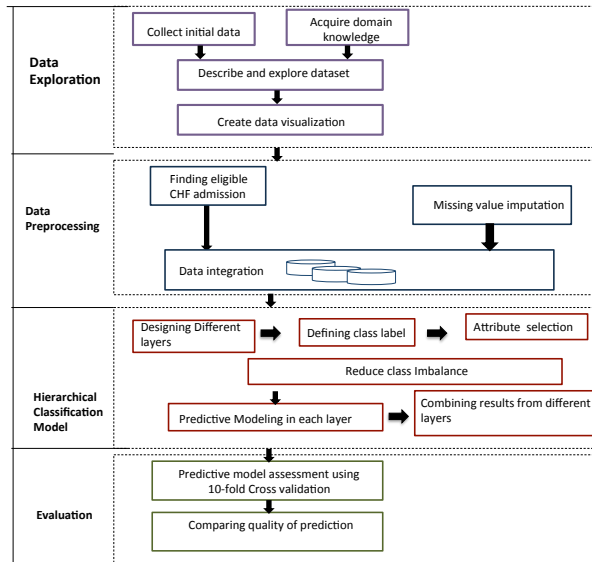 Data
Exploration
Collect initial data
Acquire domain
knowledge
Describe and explore dataset
Create data visualization
Data
Preprocessing
Finding eligible
CHF admission
Missing value imputation
Data integration
Hierarchical
Classification
Model
Designing Different
layers
Defining class label
Attribute selection
Reduce class Imbalance
Predictive Modeling in each layer
Combining results from different
layers
Evaluation
Predictive model assessment using
10-fold Cross validation
Comparing quality of prediction